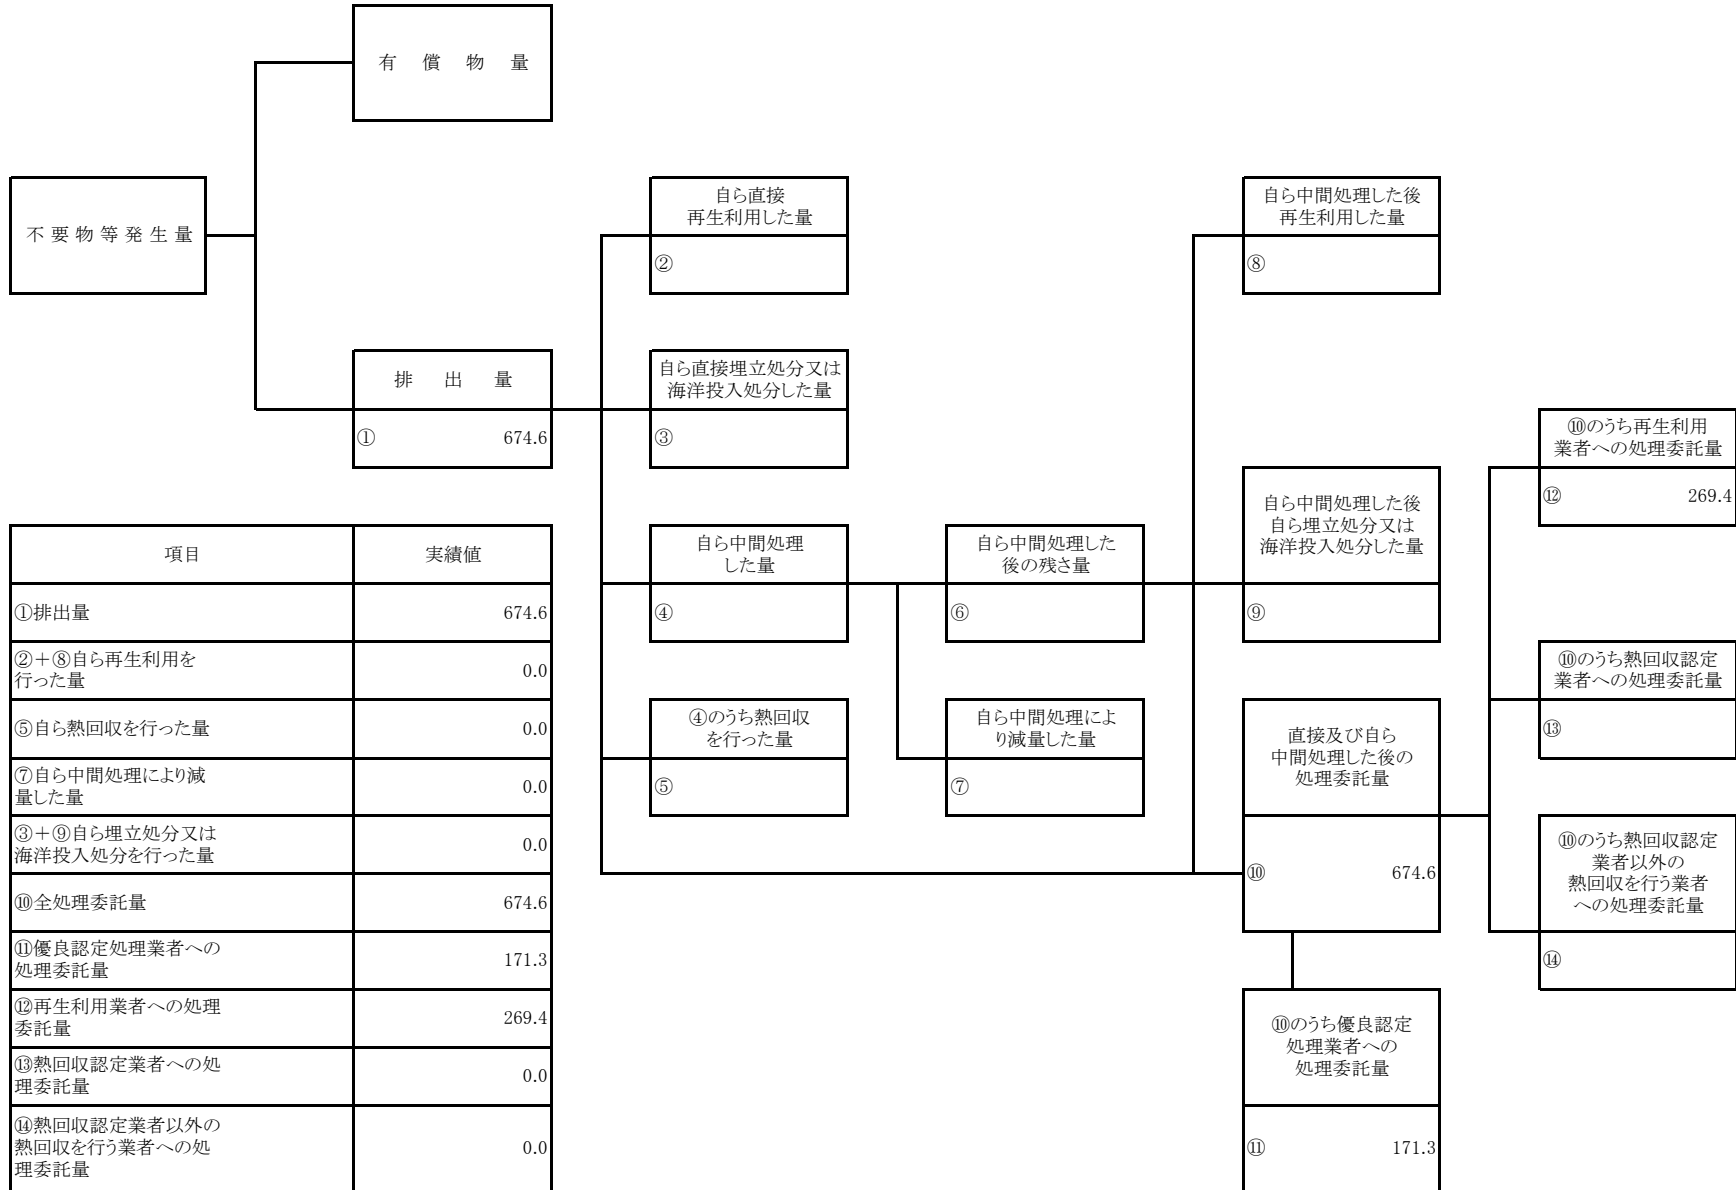 有 償 物 量
不 要 物 等 発 生 量
自ら直接
再生利用した量
②
自ら中間処理した後
再生利用した量
⑧
排 出 量
① 674.6
自ら直接埋立処分又は
海洋投入処分した量
③
⑩のうち再生利用
業者への処理委託量
⑫ 269.4
自ら中間処理した後
自ら埋立処分又は
海洋投入処分した量
⑨
自ら中間処理
した量
④
自ら中間処理した
後の残さ量
⑥
⑩のうち熱回収認定
業者への処理委託量
⑬
④のうち熱回収
を行った量
⑤
自ら中間処理によ
り減量した量
⑦
直接及び自ら
中間処理した後の
処理委託量
⑩ 674.6
⑩のうち熱回収認定
業者以外の
熱回収を行う業者
への処理委託量
⑭
⑩のうち優良認定
処理業者への
処理委託量
⑪ 171.3
項目 実績値
①排出量 674.6
②＋⑧自ら再生利用を
行った量 0.0
⑤自ら熱回収を行った量 0.0
⑦自ら中間処理により減
量した量 0.0
③＋⑨自ら埋立処分又は
海洋投入処分を行った量 0.0
⑩全処理委託量 674.6
⑪優良認定処理業者への
処理委託量 171.3
⑫再生利用業者への処理
委託量 269.4
⑬熱回収認定業者への処
理委託量 0.0
⑭熱回収認定業者以外の
熱回収を行う業者への処
理委託量 0.0